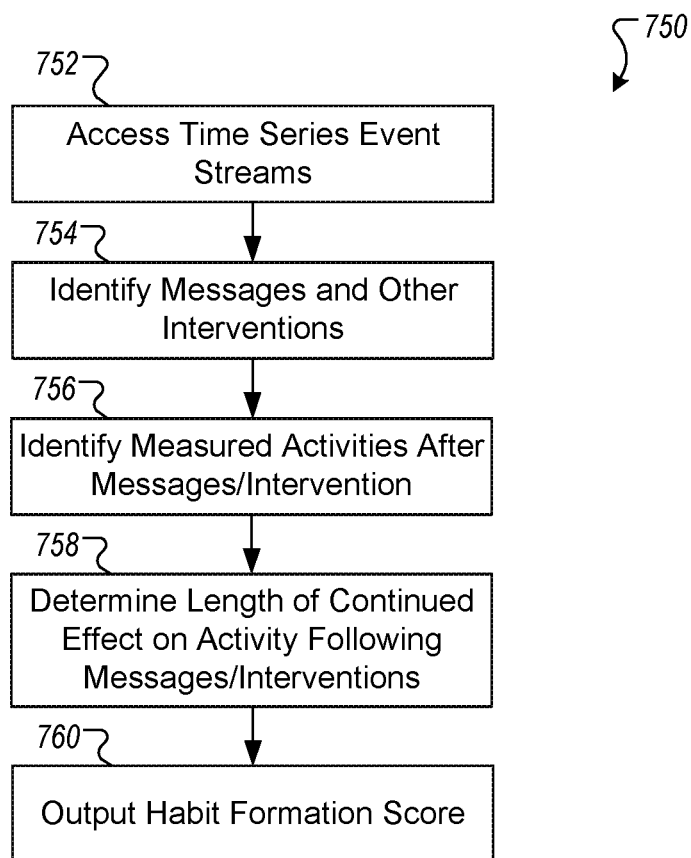 750
752
Access Time Series Event
Streams
754
Identify Messages and Other
Interventions
756
Identify Measured Activities After
Messages/Intervention
758
Determine Length of Continued
Effect on Activity Following
Messages/Interventions
760
Output Habit Formation Score